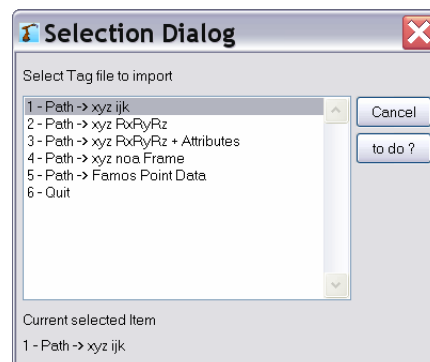 Selection Dialog
Select Tag file to import
1 - Path -> xyz ijk
2 - Path -> xyz RxRyRz
3 - Path -> xyz RxRyRz + Attributes
4 - Path -> xyz noa Frame
5 - Path -> Famos Point Data
6 - Quit
Cancel
to do ?
Current selected Item
1 - Path -> xyz ijk